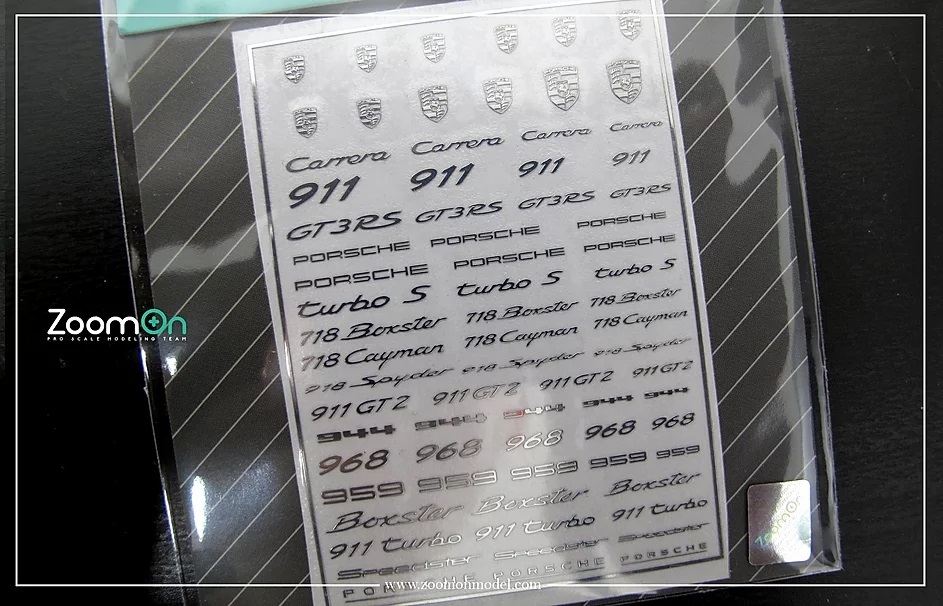 Carrera Carrera Carrera Carrera
911 911 911 911
GT3RS GT3RS GT3RS GT3RS
PORSCHE PORSCHE PORSCHE
PORSCHE PORSCHE PORSCHE
turbo S turbo S turbo S
718 Boxster 718 Boxster 718 Boxster
718 Cayman 718 Cayman 718 Cayman
918 Spyder 918 Spyder 918 Spyder
911 GT2 911 GT2 911 GT2 911 GT2
944 944 944 944 944
968 968 968 968 968
959 959 959 959 959
Boxster Boxster Boxster
911 turbo 911 turbo 911 turbo
Speedster Speedster Speedster
PORSCHE PORSCHE
ZoomOn
PRO SCALE MODELING TEAM
ZoomOn
www.zoomonmodel.com